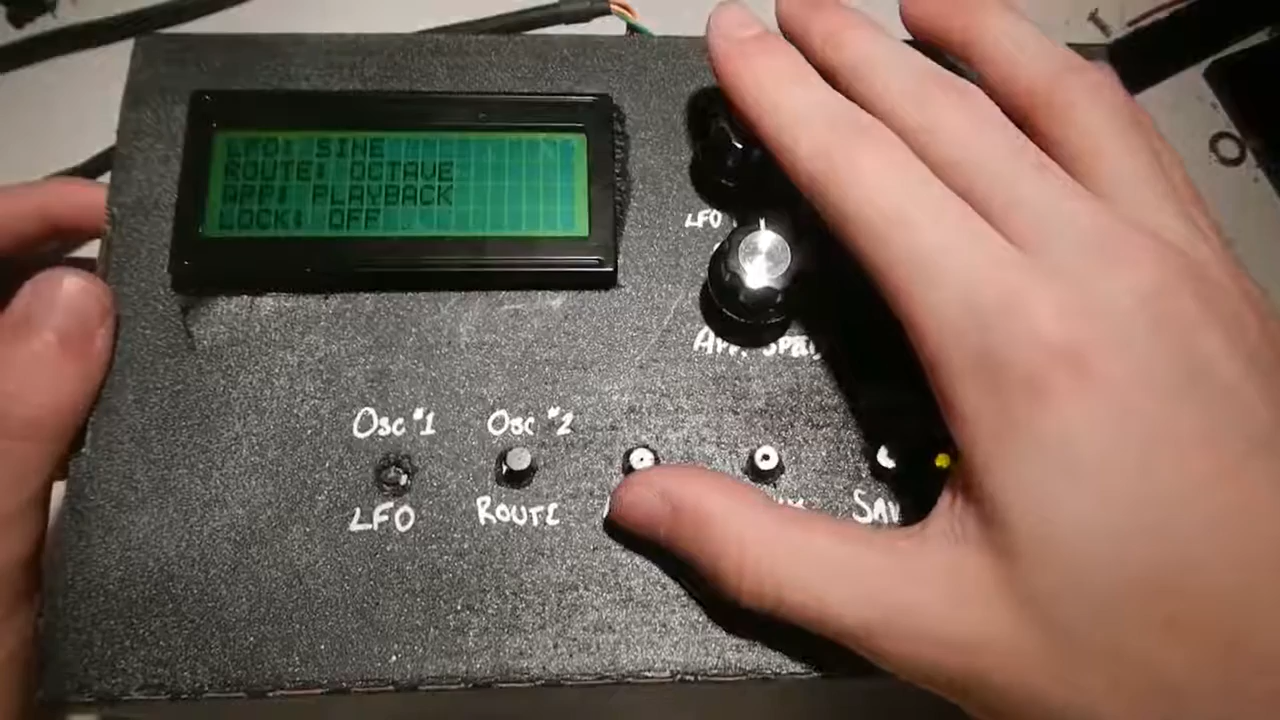 LFO: SINE
ROUTE: OCTAVE
APP: PLAYBACK
LOCK: OFF
LFO
Osc #1 Osc #2
LFO ROUTE